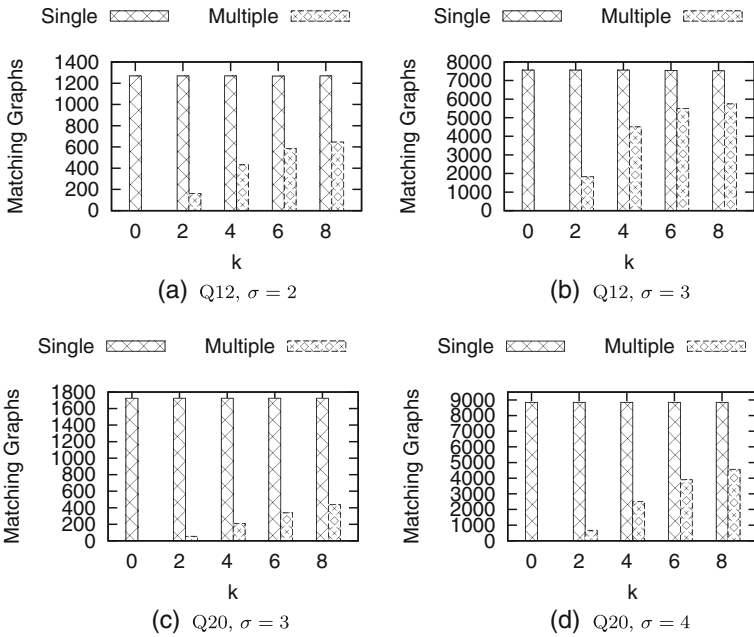 Single Multiple Single Multiple
Matching Graphs
1400
1200
1000
800
600
400
200
0
0 2 4 6 8
k
(a) Q12, σ = 2
Matching Graphs
8000
7000
6000
5000
4000
3000
2000
1000
0
0 2 4 6 8
k
(b) Q12, σ = 3
Single Multiple Single Multiple
Matching Graphs
1800
1600
1400
1200
1000
800
600
400
200
0
0 2 4 6 8
k
(c) Q20, σ = 3
Matching Graphs
9000
8000
7000
6000
5000
4000
3000
2000
1000
0
0 2 4 6 8
k
(d) Q20, σ = 4